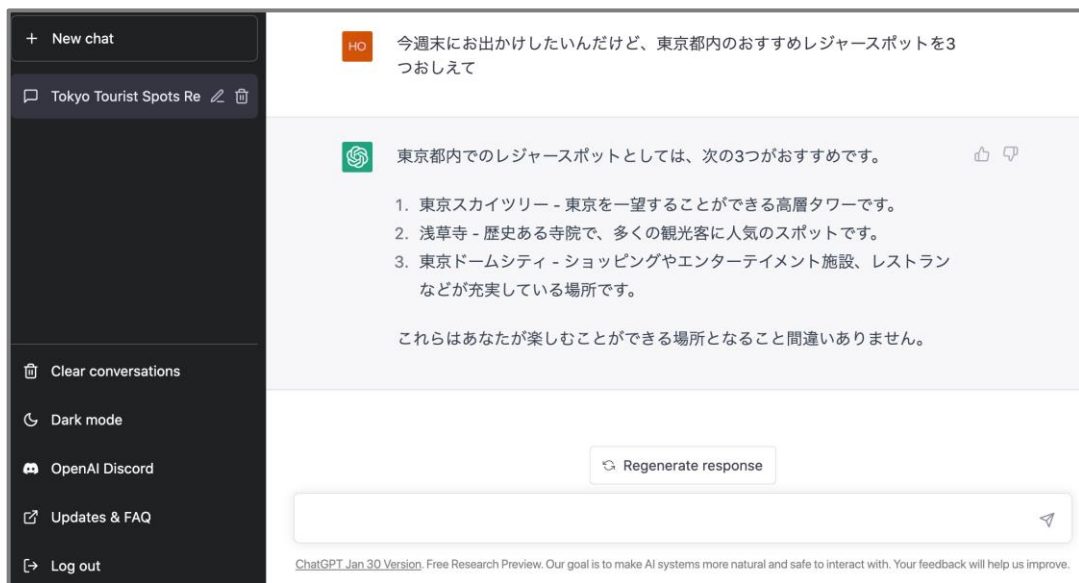 + New chat
Tokyo Tourist Spots Re
Clear conversations
Dark mode
OpenAI Discord
Updates & FAQ
Log out
HO
今週末にお出かけしたいんだけど、東京都内のおすすめレジャースポットを3
つおしえて
東京都内でのレジャースポットとしては、次の3つがおすすめです。
1. 東京スカイツリー - 東京を一望することができる高層タワーです。
2. 浅草寺 - 歴史ある寺院で、多くの観光客に人気のスポットです。
3. 東京ドームシティ - ショッピングやエンターテイメント施設、レストラン
などが充実している場所です。
これらはあなたが楽しむことができる場所となること間違いありません。
Regenerate response
ChatGPT Jan 30 Version. Free Research Preview. Our goal is to make AI systems more natural and safe to interact with. Your feedback will help us improve.